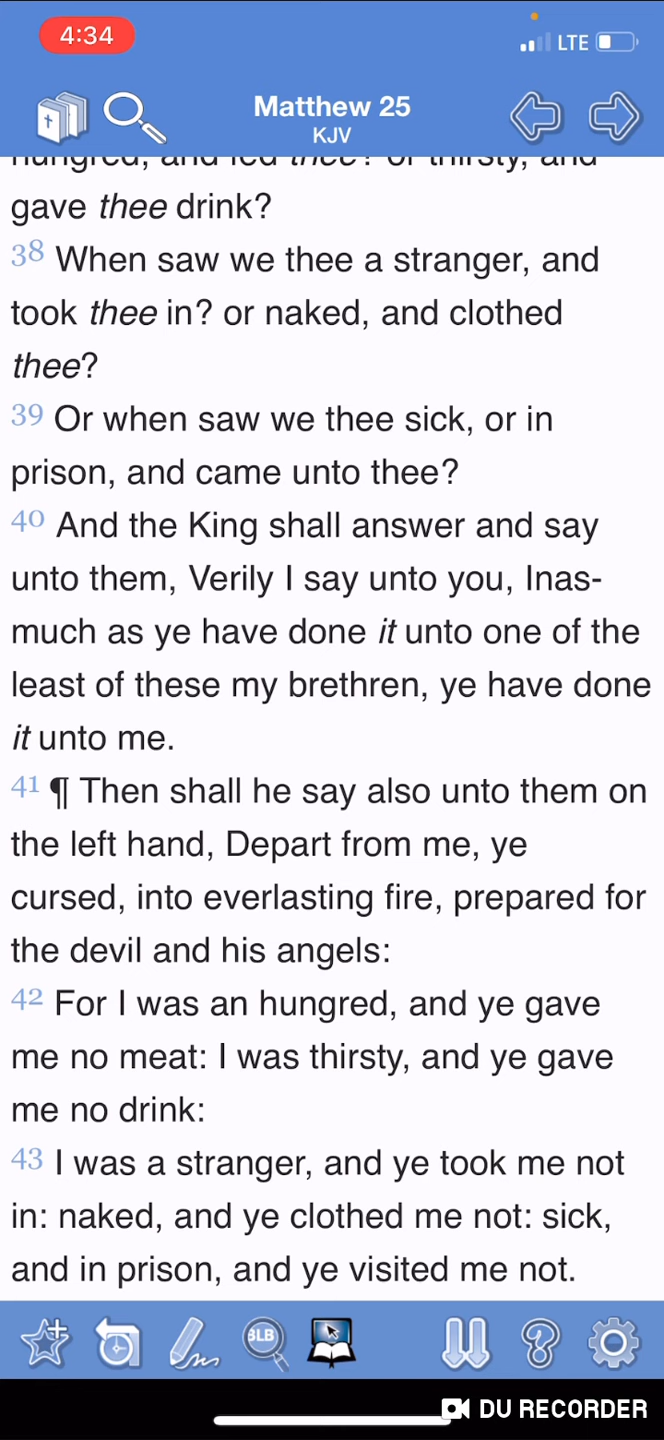 4:34
LTE
Matthew 25
KJV
gave thee drink?
38 When saw we thee a stranger, and
took thee in? or naked, and clothed
thee?
39 Or when saw we thee sick, or in
prison, and came unto thee?
40 And the King shall answer and say
unto them, Verily I say unto you, Inas-
much as ye have done it unto one of the
least of these my brethren, ye have done
it unto me.
41 ¶ Then shall he say also unto them on
the left hand, Depart from me, ye
cursed, into everlasting fire, prepared for
the devil and his angels:
42 For I was an hungred, and ye gave
me no meat: I was thirsty, and ye gave
me no drink:
43 I was a stranger, and ye took me not
in: naked, and ye clothed me not: sick,
and in prison, and ye visited me not.
BLB
DU RECORDER